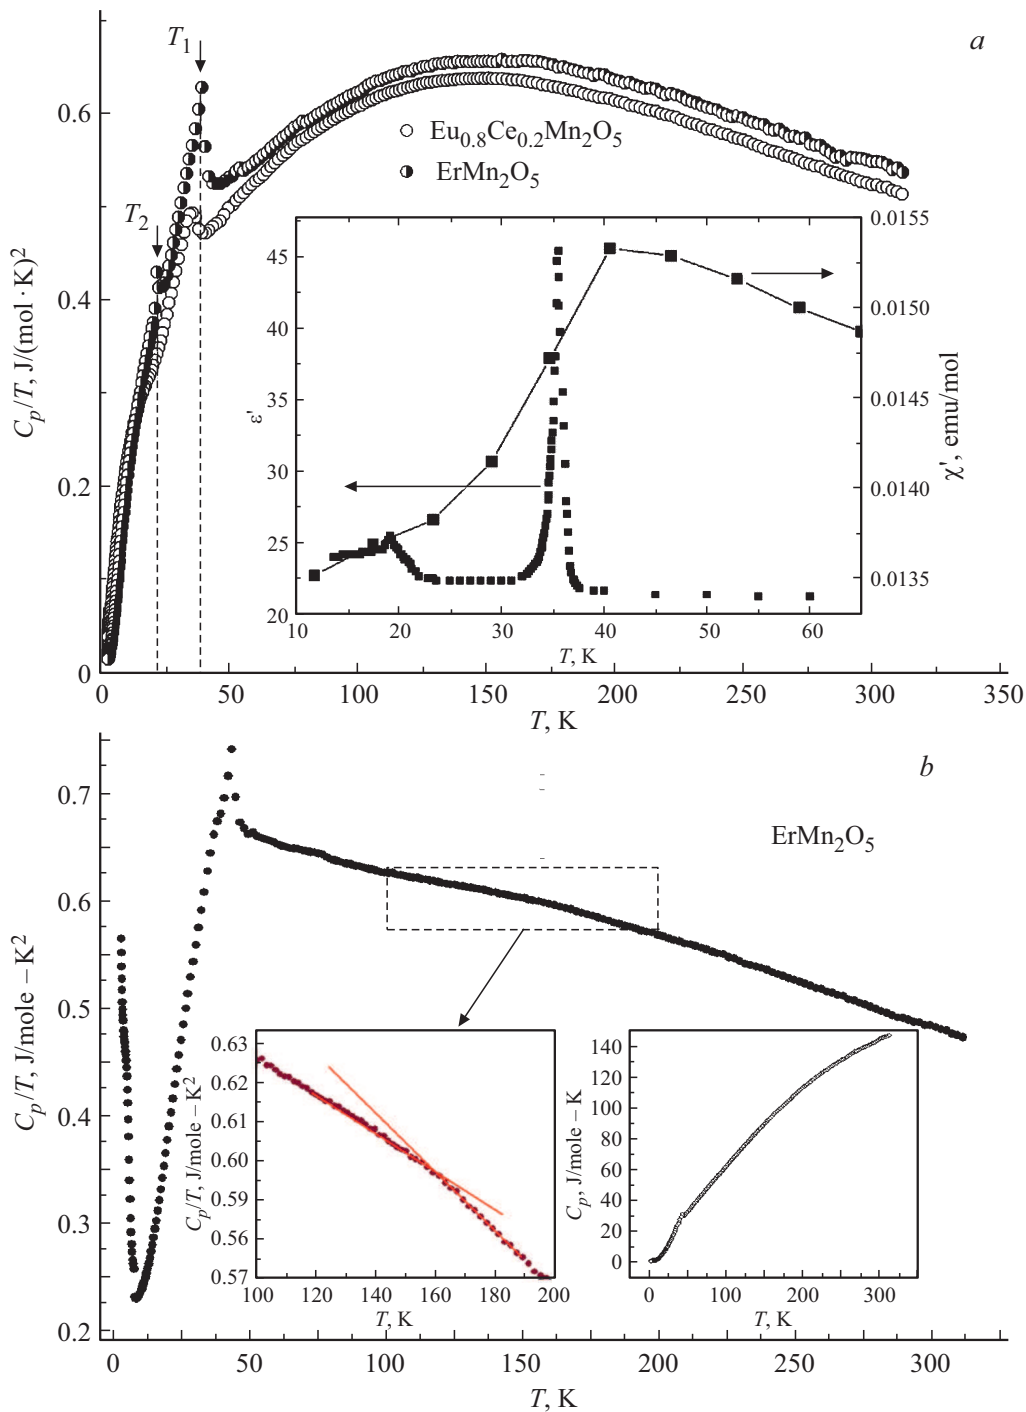 a
T₁
T₂
Eu₀.₈Ce₀.₂Mn₂O₅
ErMn₂O₅
C_p/T, J/(mol · K)²
0.6
0.4
0.2
0
0 50 100 150 200 250 300 350
T, K
ε'
45
40
35
30
25
20
10 20 30 40 50 60
T, K
0.0155
0.0150
0.0145
0.0140
0.0135
χ', emu/mol
b
ErMn₂O₅
C_p/T, J/mole – K²
0.7
0.6
0.5
0.4
0.3
0.2
0 50 100 150 200 250 300
T, K
C_p/T, J/mole – K²
0.63
0.62
0.61
0.60
0.59
0.56
0.57
100 120 140 160 180 200
T, K
C_p, J/mole – K
140
120
100
80
60
40
20
0
0 100 200 300
T, K